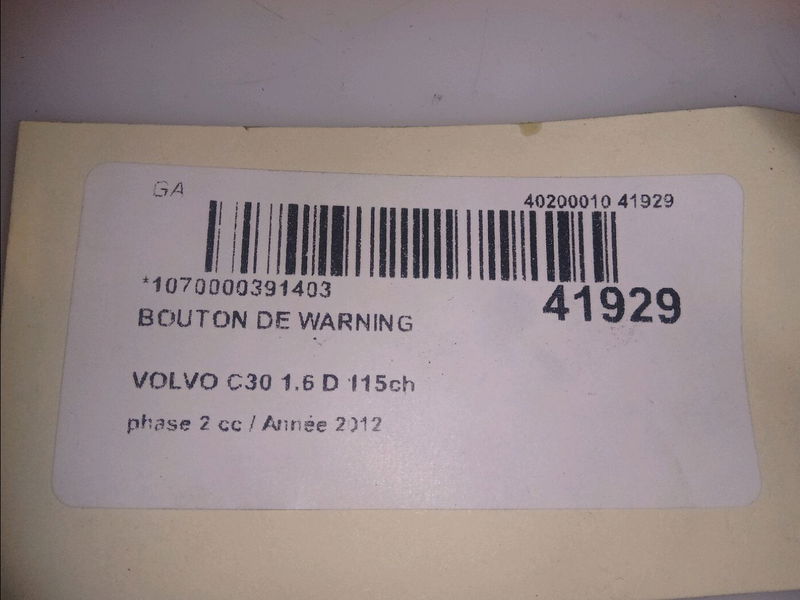 GA
40200010 41929
*1070000391403
41929
BOUTON DE WARNING
VOLVO C30 1.6 D 115ch
phase 2 cc / Année 2012